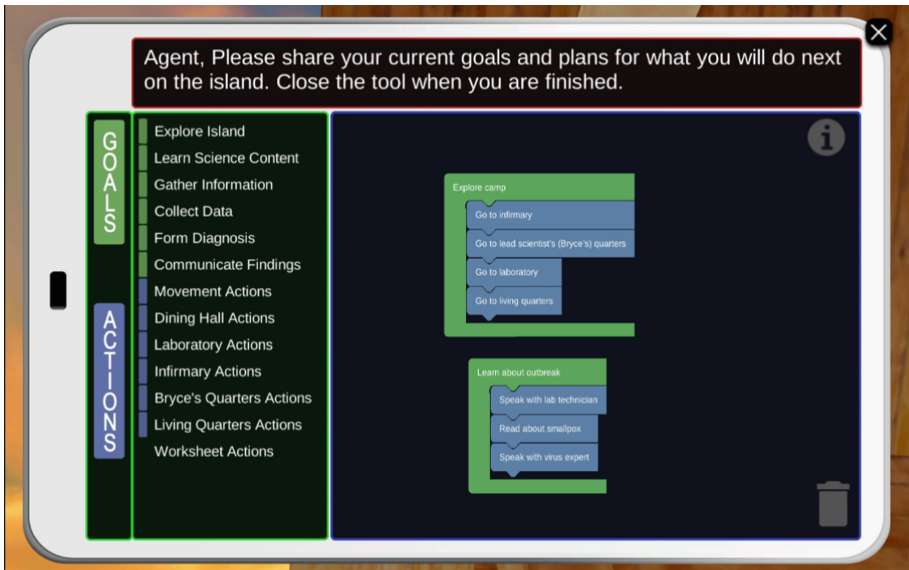 Agent, Please share your current goals and plans for what you will do next
on the island. Close the tool when you are finished.
GOALS
Explore Island
Learn Science Content
Gather Information
Collect Data
Form Diagnosis
Communicate Findings
ACTIONS
Movement Actions
Dining Hall Actions
Laboratory Actions
Infirmary Actions
Bryce's Quarters Actions
Living Quarters Actions
Worksheet Actions
Explore camp
Go to infirmary
Go to lead scientist's (Bryce's) quarters
Go to laboratory
Go to living quarters
Learn about outbreak
Speak with lab technician
Read about smallpox
Speak with virus expert